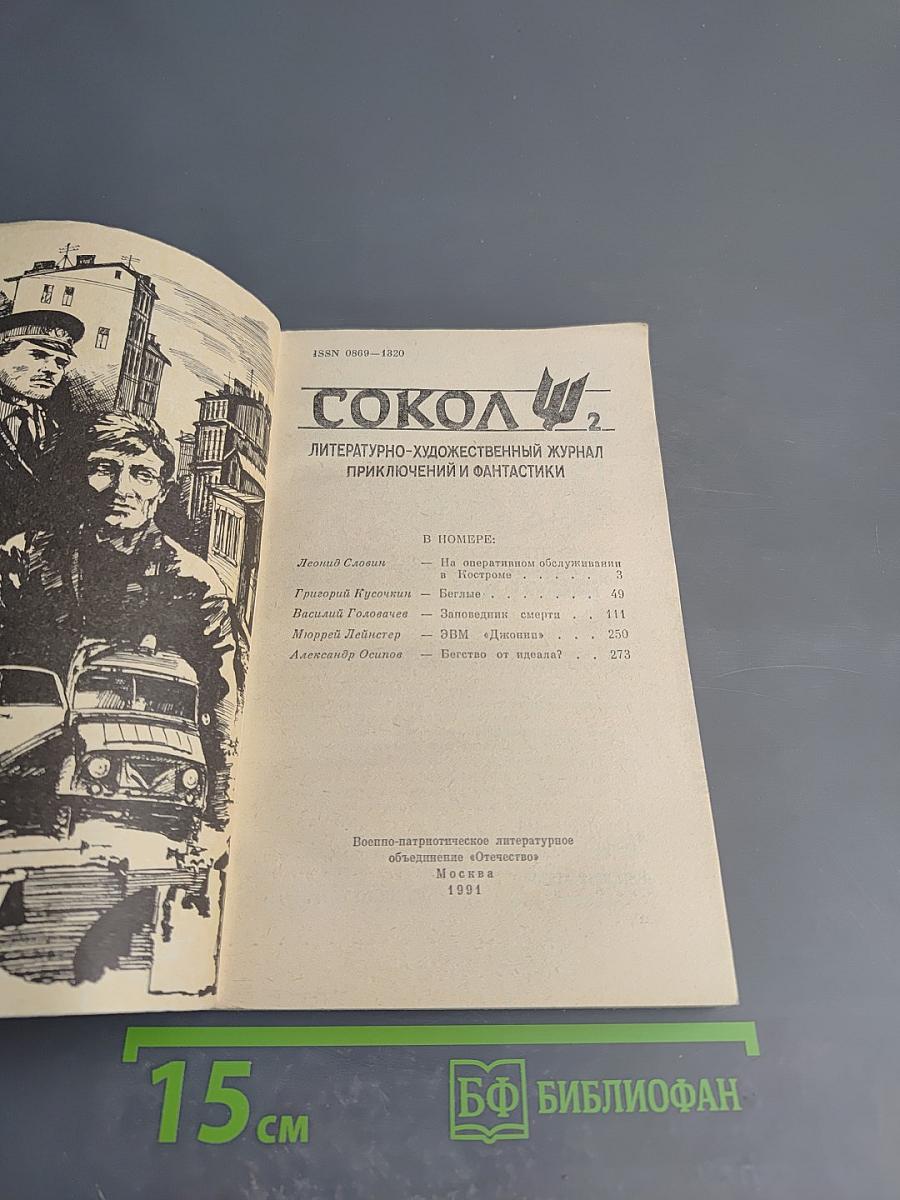 ISSN 0869—1320
СОКОЛ 2
ЛИТЕРАТУРНО-ХУДОЖЕСТВЕННЫЙ ЖУРНАЛ
ПРИКЛЮЧЕНИЙ И ФАНТАСТИКИ
В НОМЕРЕ:
Леонид Словин — На оперативном обслуживании
в Костроме . . . . . 3
Григорий Кусочкин — Беглые . . . . . . . 49
Василий Головачев — Заповедник смерти . . 111
Мюррей Лейнстер — ЭВМ «Джонни» . . . 250
Александр Осипов — Бегство от идеала? . . 273
Военно-патриотическое литературное
объединение «Отечество»
Москва
1991
15 см
БФ БИБЛИОФАН